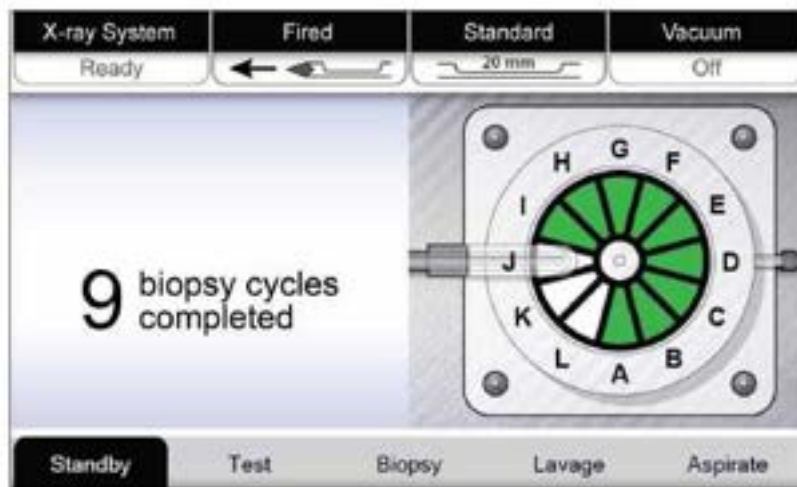 X-ray System
Fired
Standard
Vacuum
Ready
20 mm
Off
9 biopsy cycles
completed
G
H
F
I
E
J
D
K
C
L
B
A
Standby
Test
Biopsy
Lavage
Aspirate